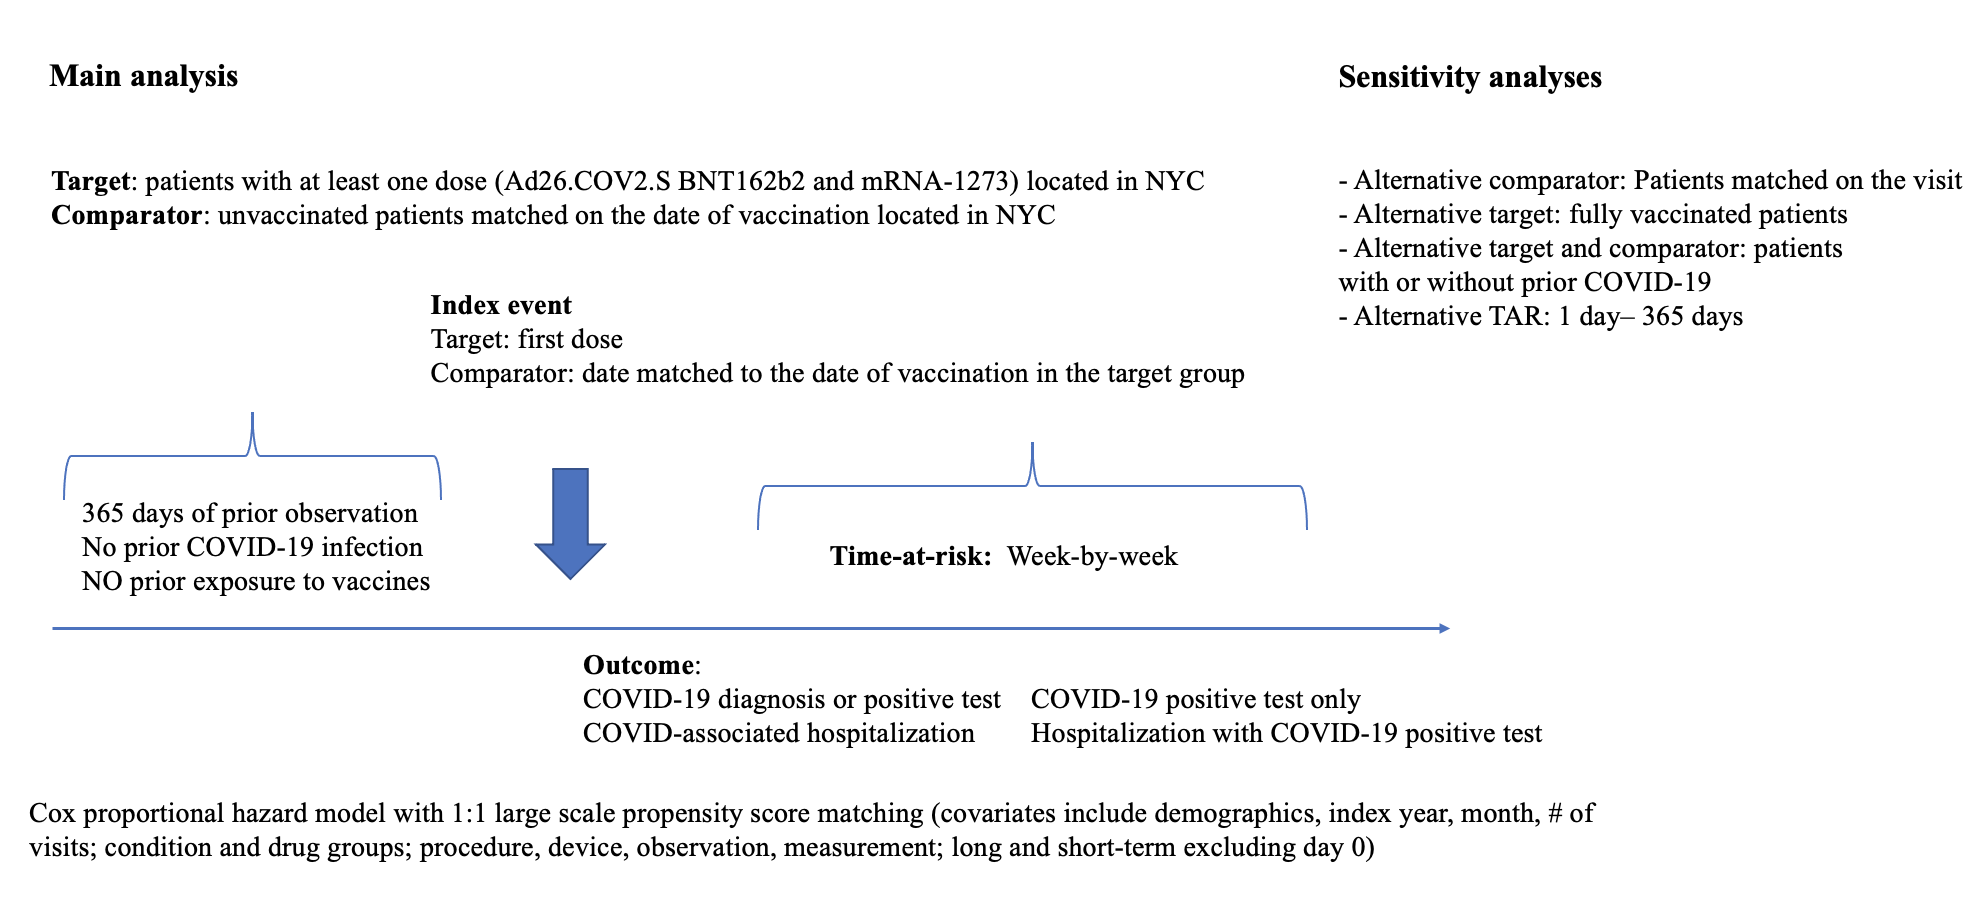 Main analysis
Target: patients with at least one dose (Ad26.COV2.S BNT162b2 and mRNA-1273) located in NYC
Comparator: unvaccinated patients matched on the date of vaccination located in NYC
Index event
Target: first dose
Comparator: date matched to the date of vaccination in the target group
365 days of prior observation
No prior COVID-19 infection
NO prior exposure to vaccines
Time-at-risk: Week-by-week
Outcome:
COVID-19 diagnosis or positive test
COVID-associated hospitalization
COVID-19 positive test only
Hospitalization with COVID-19 positive test
Cox proportional hazard model with 1:1 large scale propensity score matching (covariates include demographics, index year, month, # of
visits; condition and drug groups; procedure, device, observation, measurement; long and short-term excluding day 0)
Sensitivity analyses
- Alternative comparator: Patients matched on the visit
- Alternative target: fully vaccinated patients
- Alternative target and comparator: patients
with or without prior COVID-19
- Alternative TAR: 1 day– 365 days